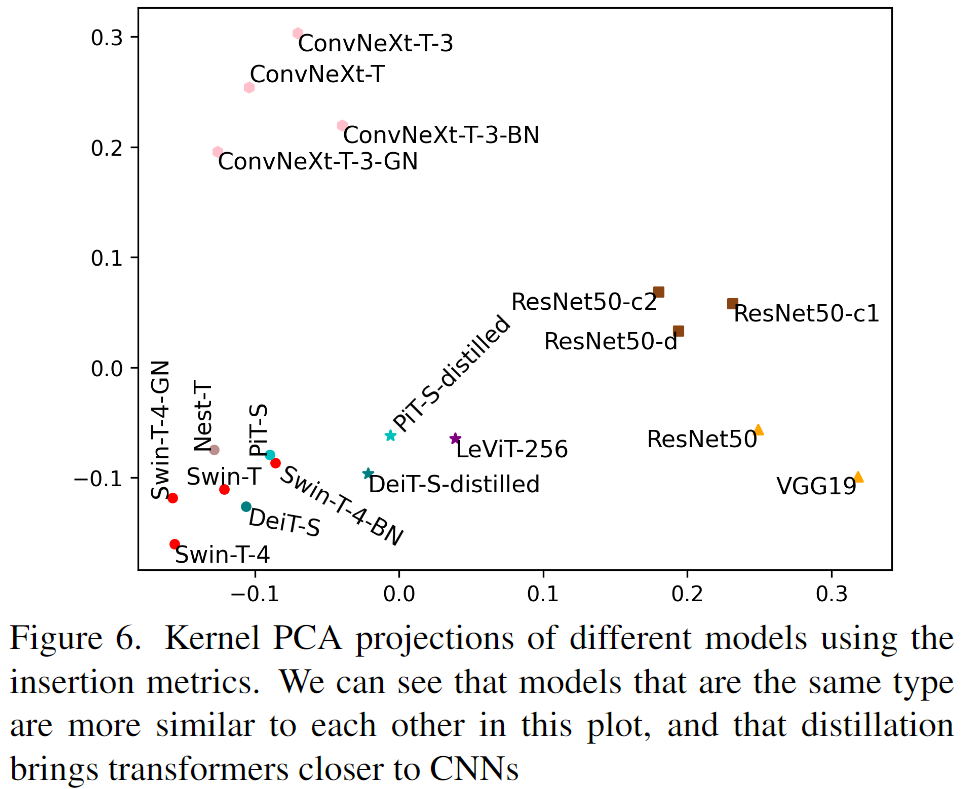 0.3
0.2
0.1
0.0
−0.1
ConvNeXt-T-3
ConvNeXt-T
ConvNeXt-T-3-BN
ConvNeXt-T-3-GN
ResNet50-c2
ResNet50-c1
ResNet50-d
PiT-S-distilled
LeViT-256
DeiT-S-distilled
ResNet50
VGG19
Swin-T-4-GN
Nest-T
PiT-S
Swin-T
Swin-T-4-BN
DeiT-S
Swin-T-4
−0.1 0.0 0.1 0.2 0.3
Figure 6. Kernel PCA projections of different models using the
insertion metrics. We can see that models that are the same type
are more similar to each other in this plot, and that distillation
brings transformers closer to CNNs